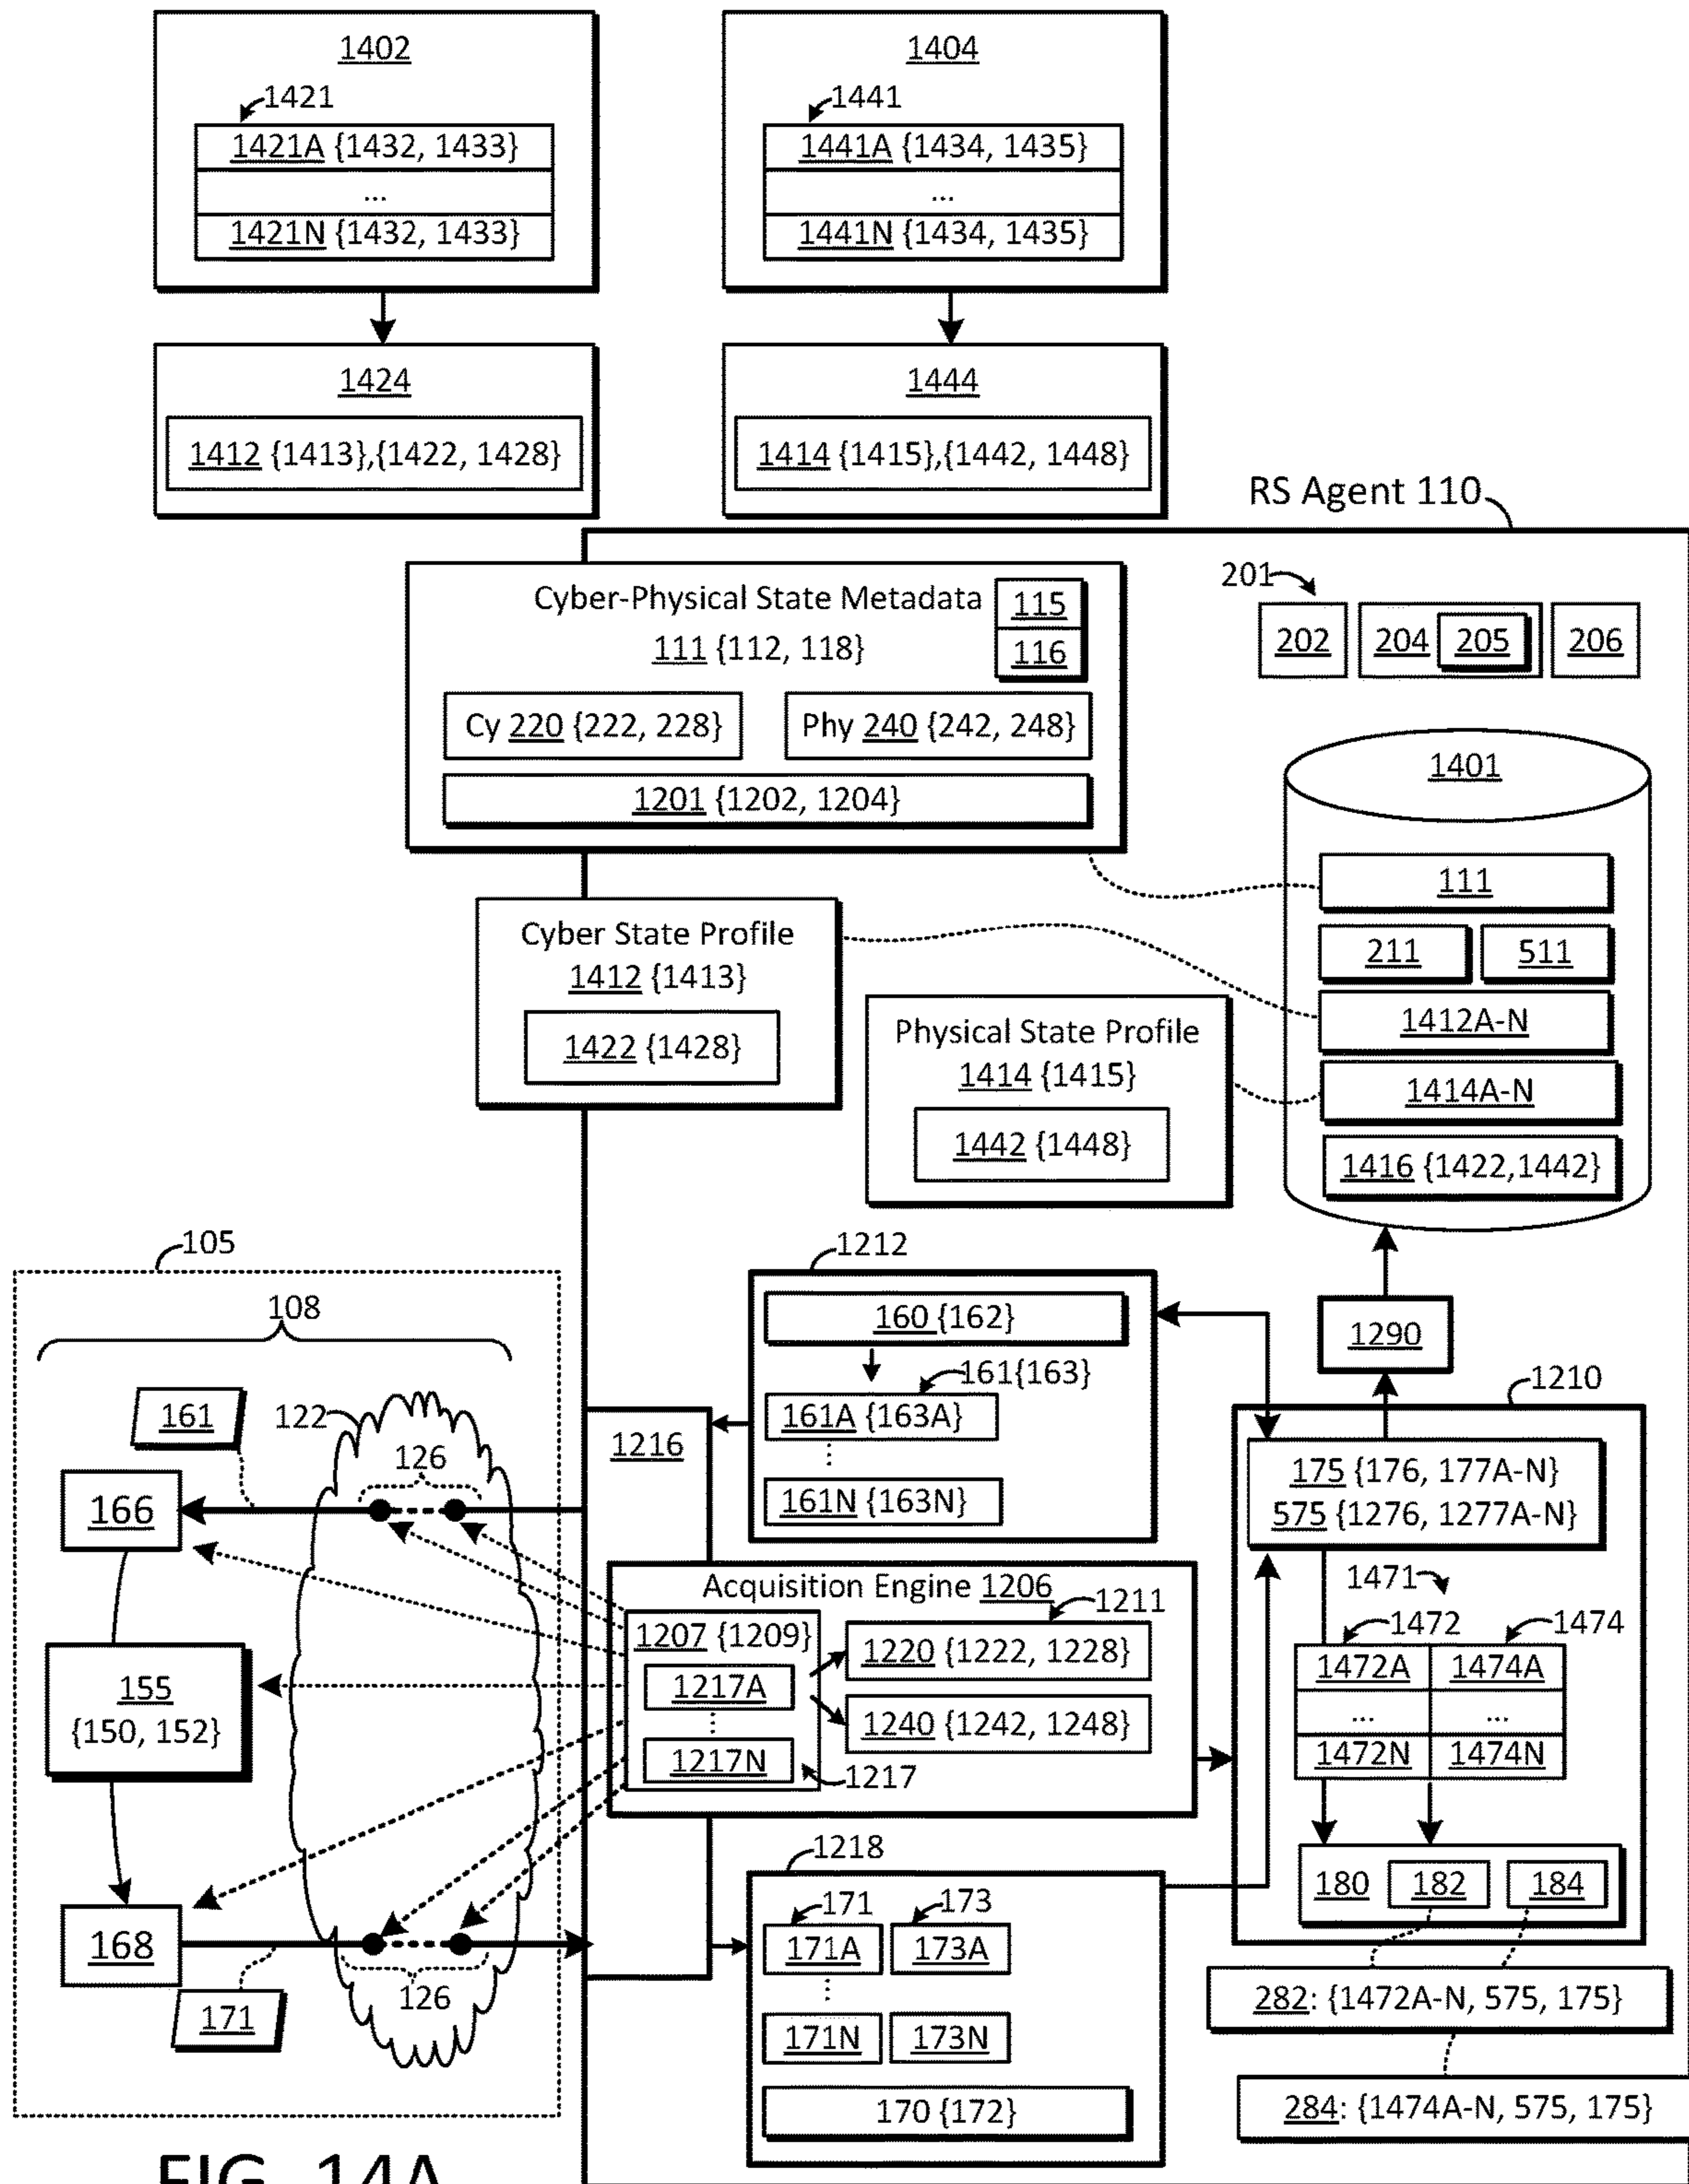 1402
1421
1421A {1432, 1433}
...
1421N {1432, 1433}
1404
1441
1441A {1434, 1435}
...
1441N {1434, 1435}
1424
1412 {1413},{1422, 1428}
1444
1414 {1415},{1442, 1448}
RS Agent 110
Cyber-Physical State Metadata
111 {112, 118}
115
116
Cy 220 {222, 228}
Phy 240 {242, 248}
1201 {1202, 1204}
201
202
204
205
206
1401
111
211
511
1412A-N
1414A-N
1416 {1422,1442}
Cyber State Profile
1412 {1413}
1422 {1428}
Physical State Profile
1414 {1415}
1442 {1448}
105
108
161
122
126
166
155
{150, 152}
168
126
171
1212
160 {162}
161{163}
161A {163A}
⋮
161N {163N}
1216
1290
1210
175 {176, 177A-N}
575 {1276, 1277A-N}
1471
1472
1474
1472A
1474A
...
...
1472N
1474N
180
182
184
Acquisition Engine 1206
1211
1207 {1209}
1217A
⋮
1217N
1217
1220 {1222, 1228}
1240 {1242, 1248}
1218
171
173
171A
173A
⋮
171N
173N
170 {172}
282: {1472A-N, 575, 175}
284: {1474A-N, 575, 175}
FIG. 14A